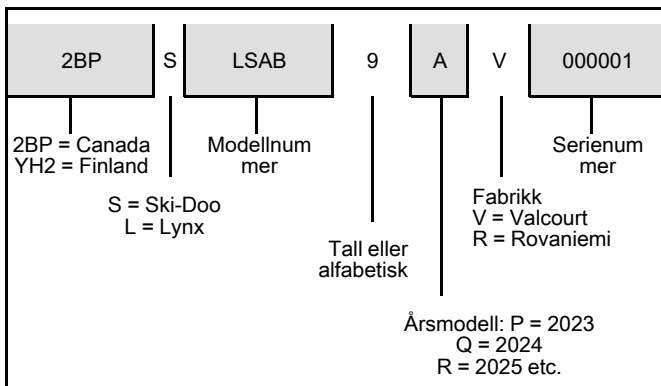 2BP S LSAB 9 A V 000001
2BP = Canada
YH2 = Finland
Modellnum
mer
Serienum
mer
S = Ski-Doo
L = Lynx
Fabrikk
V = Valcourt
R = Rovaniemi
Tall eller
alfabetisk
Årsmodell: P = 2023
Q = 2024
R = 2025 etc.